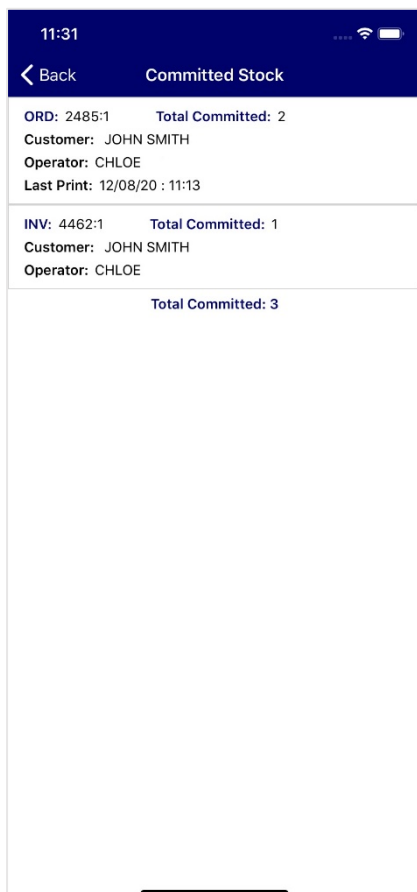 11:31
Back Committed Stock
ORD: 2485:1 Total Committed: 2
Customer: JOHN SMITH
Operator: CHLOE
Last Print: 12/08/20 : 11:13
INV: 4462:1 Total Committed: 1
Customer: JOHN SMITH
Operator: CHLOE
Total Committed: 3